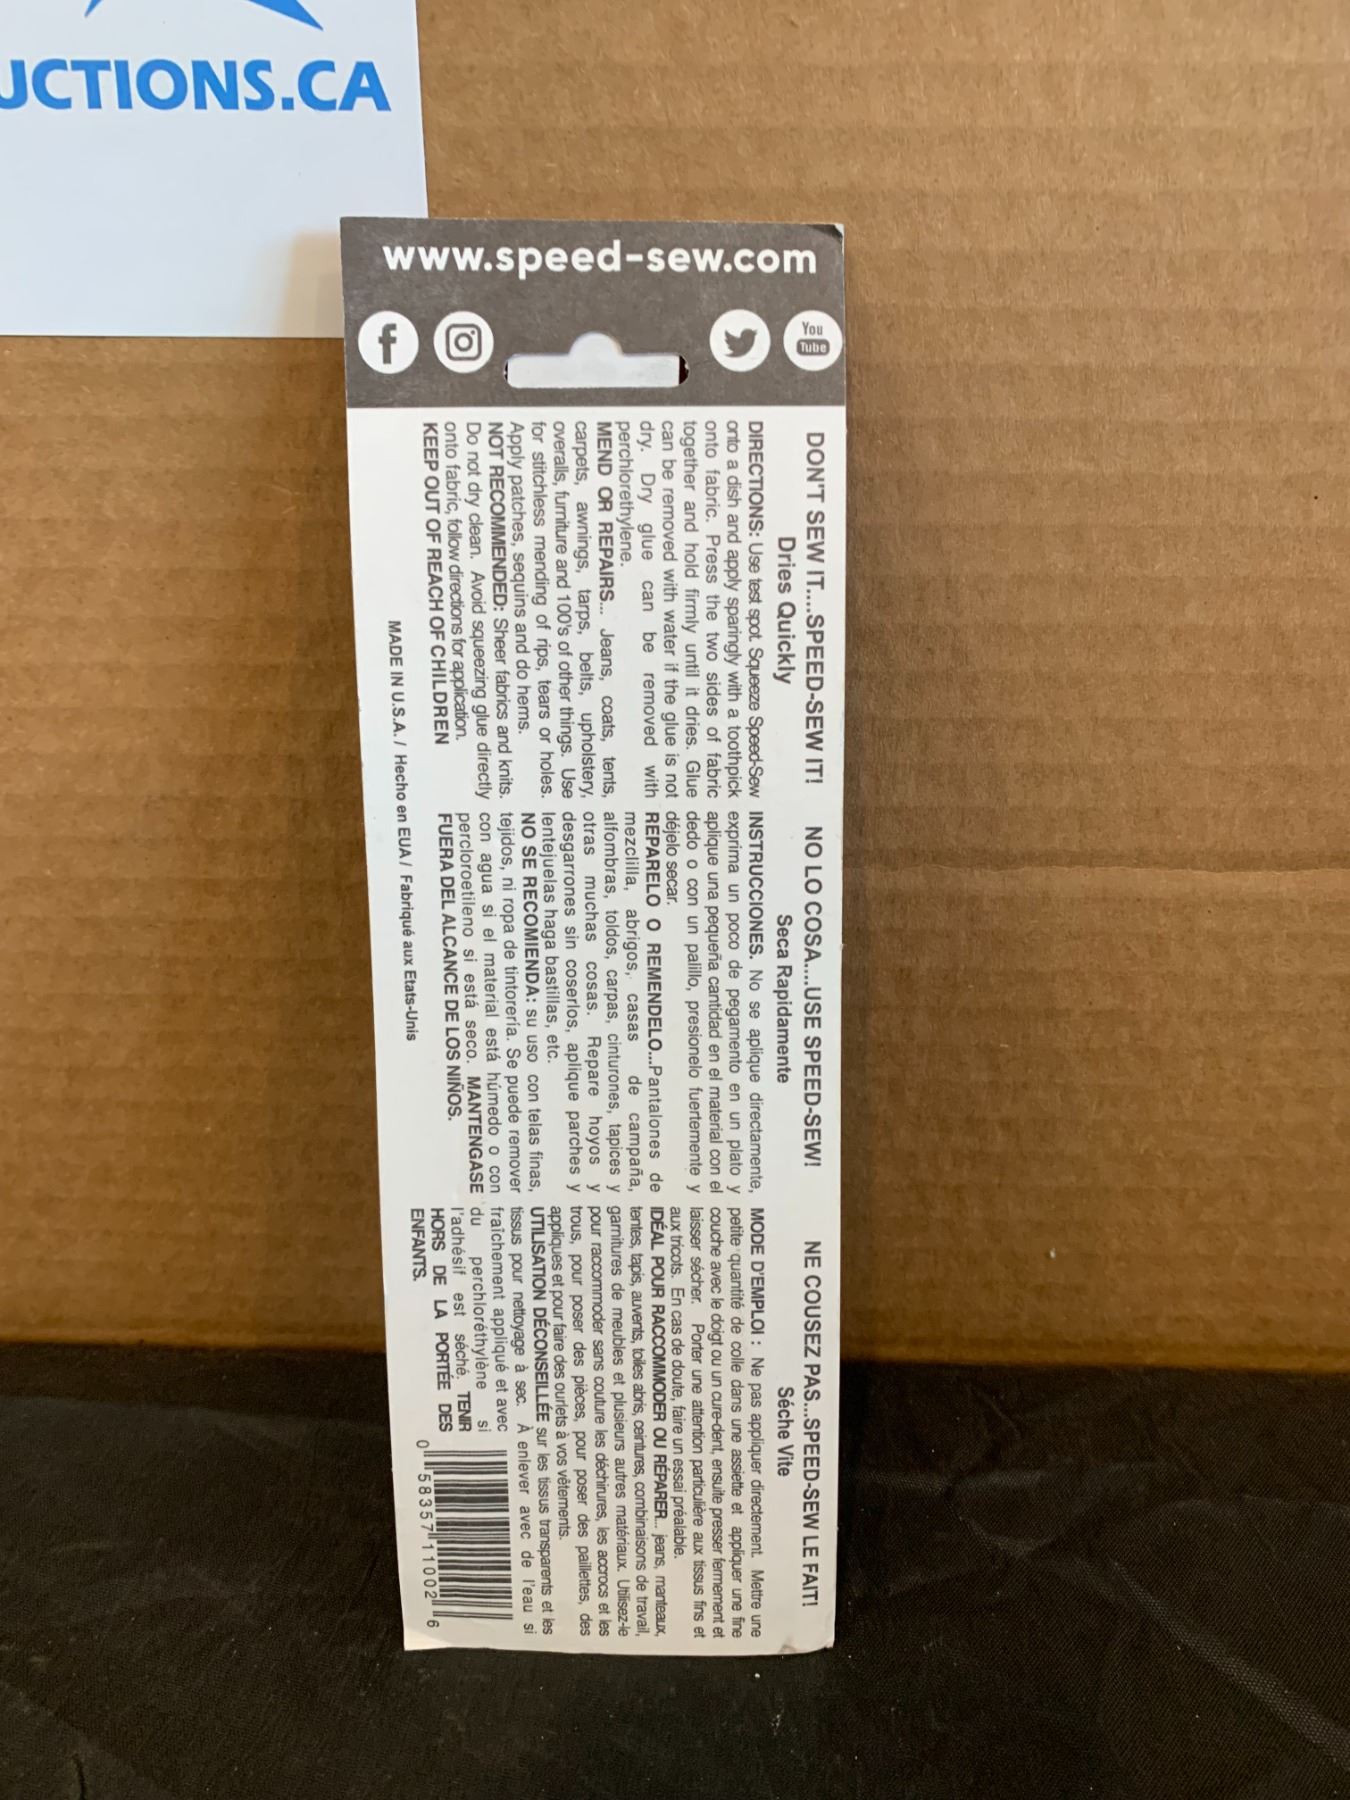 UCTIONS.CA
www.speed-sew.com
You
Tube
DON'T SEW IT....SPEED-SEW IT!
Dries Quickly
DIRECTIONS: Use test spot. Squeeze Speed-Sew
onto a dish and apply sparingly with a toothpick
onto fabric. Press the two sides of fabric
together and hold firmly until it dries. Glue
can be removed with water if the glue is not
dry. Dry glue can be removed with
perchlorethylene.
MEND OR REPAIRS... Jeans, coats, tents,
carpets, awnings, tarps, belts, upholstery,
overalls, furniture and 100's of other things. Use
for stitchless mending of rips, tears or holes.
Apply patches, sequins and do hems.
NOT RECOMMENDED: Sheer fabrics and knits.
Do not dry clean. Avoid squeezing glue directly
onto fabric, follow directions for application.
KEEP OUT OF REACH OF CHILDREN
NO LO COSA....USE SPEED-SEW!
Seca Rapidamente
INSTRUCCIONES. No se aplique directamente,
exprima un poco de pegamento en un plato y
aplique una pequeña cantidad en el material con el
dedo o con un palillo, presionelo fuertemente y
déjelo secar.
REPARELO O REMENDELO...Pantalones de
mezclilla, abrigos, casas de campaña,
alfombras, toldos, carpas, cinturones, tapices y
otras muchas cosas. Repare hoyos y
desgarrones sin coserlos, aplique parches y
lentejuelas haga bastillas, etc.
NO SE RECOMIENDA: su uso con telas finas,
tejidos, ni ropa de tintorería. Se puede remover
con agua si el material está húmedo o con
percloroetileno si está seco. MANTENGASE
FUERA DEL ALCANCE DE LOS NIÑOS.
NE COUSEZ PAS...SPEED-SEW LE FAIT!
Séche Vite
MODE D'EMPLOI : Ne pas appliquer directement. Mettre une
petite quantité de colle dans une assiette et appliquer une fine
couche avec le doigt ou un cure-dent, ensuite presser fermement et
laisser sécher. Porter une attention particulière aux tissus fins et
aux tricots. En cas de doute, faire un essai préalable.
IDÉAL POUR RACCOMMODER OU RÉPARER... jeans, manteaux,
tentes, tapis, auvents, toiles abris, ceintures, combinaisons de travail,
garnitures de meubles et plusieurs autres matériaux. Utilisez-le
pour raccommoder sans couture les déchirures, les accrocs et les
trous, pour poser des pièces, pour poser des paillettes, des
appliques et pour faire des ourlets à vos vêtements.
UTILISATION DÉCONSEILLÉE sur les tissus transparents et les
tissus pour nettoyage à sec. À enlever avec de l'eau si
fraîchement appliqué et avec
du perchloréthylène si
l'adhésif est séché. TENIR
HORS DE LA PORTÉE DES
ENFANTS.
MADE IN U.S.A. / Hecho en EUA / Fabriqué aux Etats-Unis
0 58357 11002 6